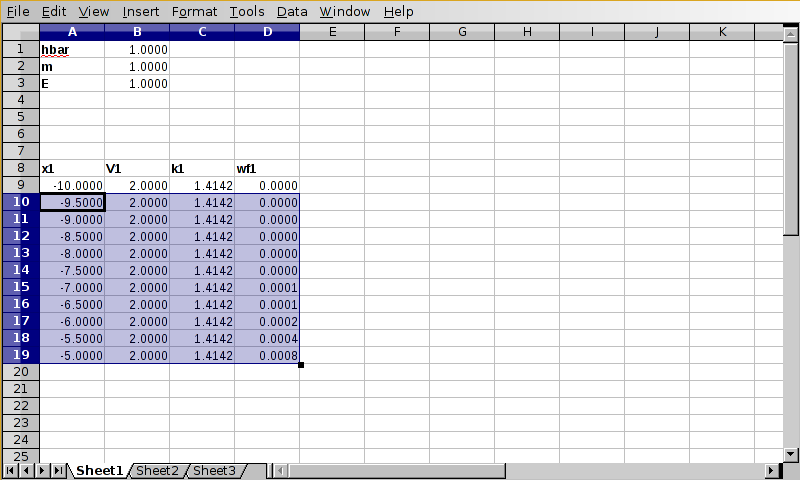 File Edit View Insert Format Tools Data Window Help
A B C D E F G H I J K
1 hbar 1.0000
2 m 1.0000
3 E 1.0000
4
5
6
7
8 x1 V1 k1 wf1
9 -10.0000 2.0000 1.4142 0.0000
10 -9.5000 2.0000 1.4142 0.0000
11 -9.0000 2.0000 1.4142 0.0000
12 -8.5000 2.0000 1.4142 0.0000
13 -8.0000 2.0000 1.4142 0.0000
14 -7.5000 2.0000 1.4142 0.0000
15 -7.0000 2.0000 1.4142 0.0001
16 -6.5000 2.0000 1.4142 0.0001
17 -6.0000 2.0000 1.4142 0.0002
18 -5.5000 2.0000 1.4142 0.0004
19 -5.0000 2.0000 1.4142 0.0008
20
21
22
23
24
25
Sheet1 Sheet2 Sheet3